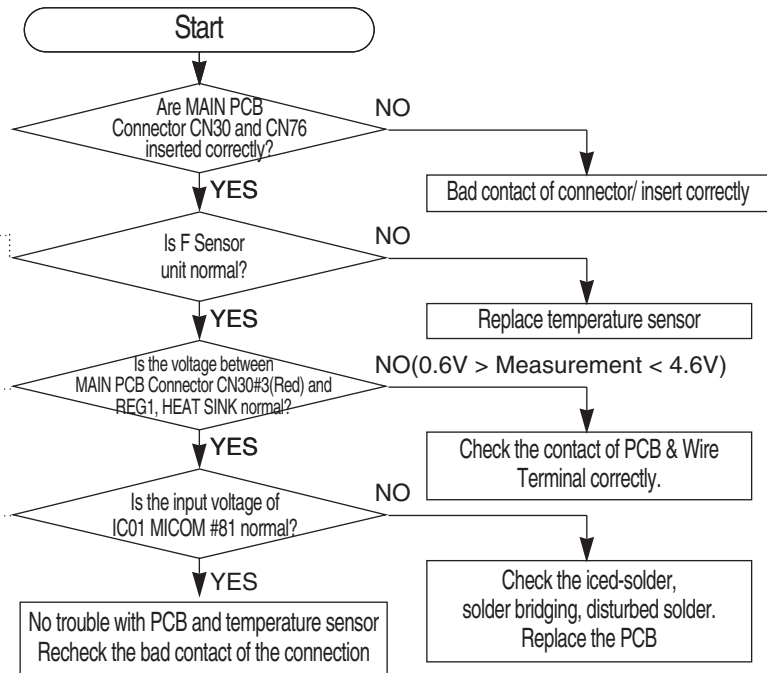 Start
Are MAIN PCB
Connector CN30 and CN76
inserted correctly?
NO
Bad contact of connector/ insert correctly
YES
Is F Sensor
unit normal?
NO
Replace temperature sensor
YES
Is the voltage between
MAIN PCB Connector CN30#3(Red) and
REG1, HEAT SINK normal?
NO(0.6V > Measurement < 4.6V)
Check the contact of PCB & Wire
Terminal correctly.
YES
Is the input voltage of
IC01 MICOM #81 normal?
NO
Check the iced-solder,
solder bridging, disturbed solder.
Replace the PCB
YES
No trouble with PCB and temperature sensor
Recheck the bad contact of the connection